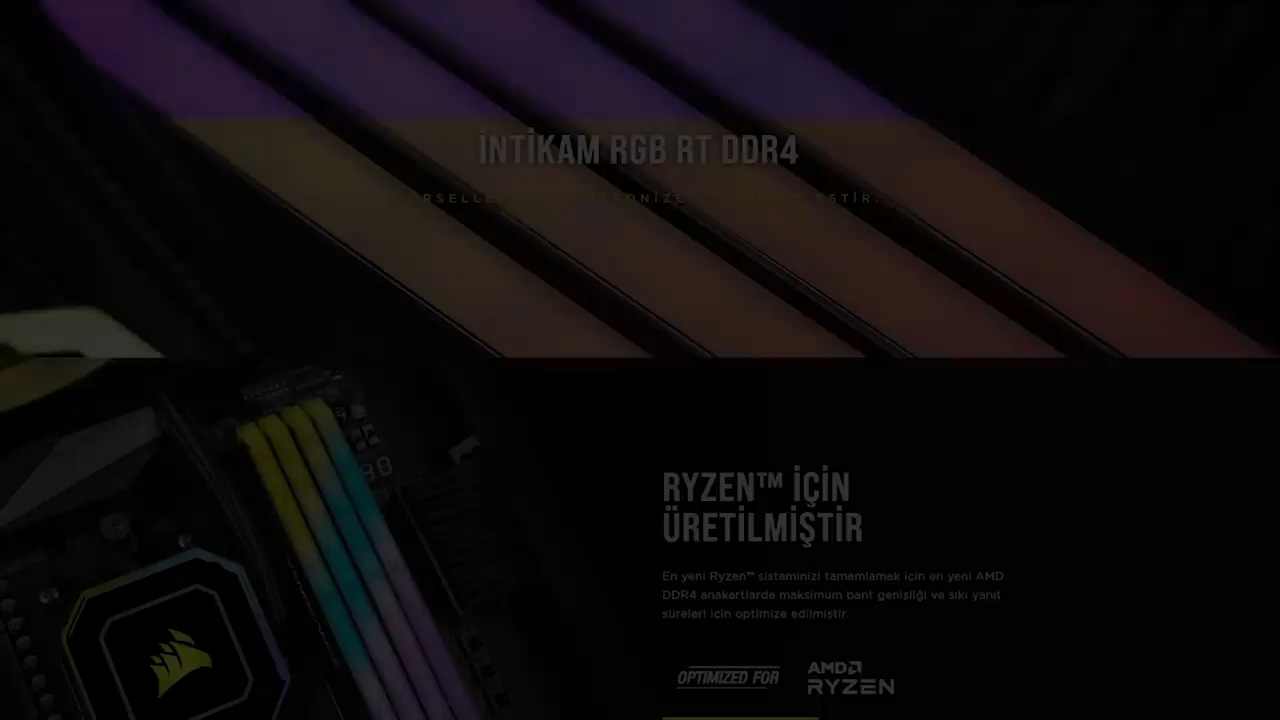 İNTİKAM RGB RT DDR4
RYZEN™ İÇİN
ÜRETİLMİŞTİR
En yeni Ryzen™ sisteminizi tamamlamak için en yeni AMD
DDR4 anakartlarda maksimum bant genişliği ve sıkı yanıt
süreleri için optimize edilmiştir.
OPTIMIZED FOR
AMD
RYZEN